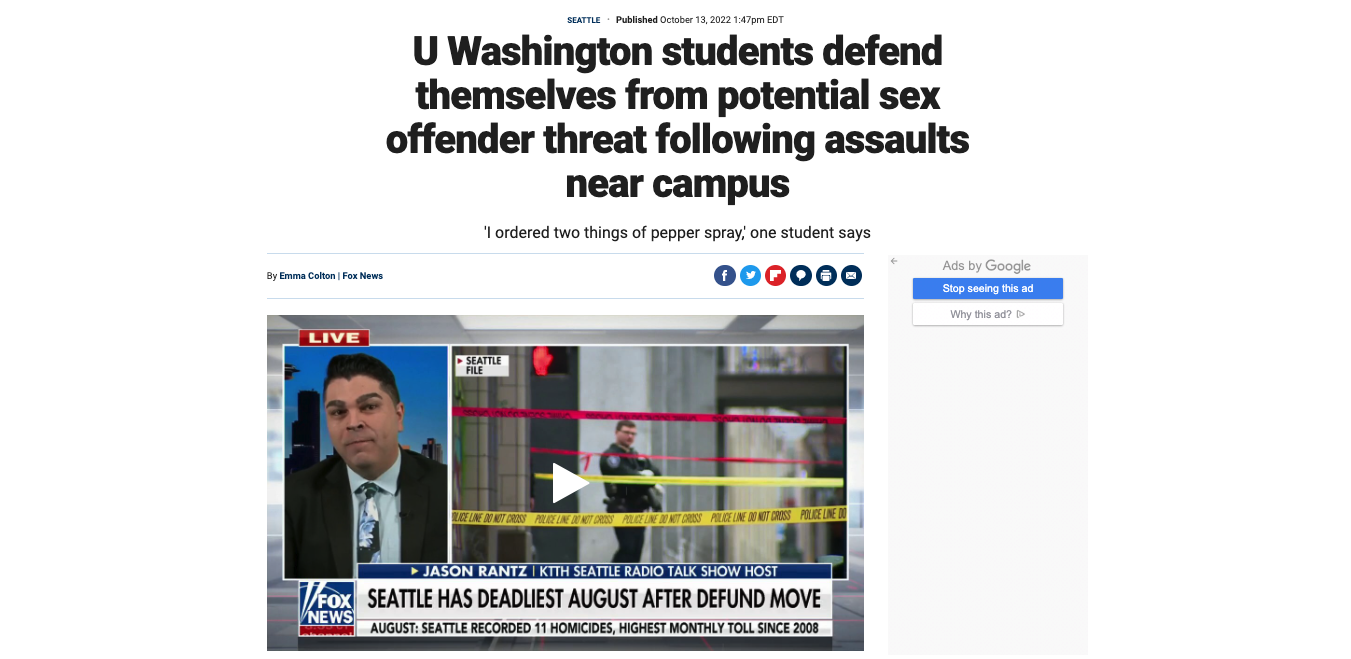 SEATTLE · Published October 13, 2022 1:47pm EDT
U Washington students defend
themselves from potential sex
offender threat following assaults
near campus
'I ordered two things of pepper spray,' one student says
By Emma Colton | Fox News
Ads by Google
Stop seeing this ad
Why this ad?
LIVE
SEATTLE
FILE
POLICE LINE DO NOT CROSS POLICE LINE DO NOT CROSS POLICE LINE DO NOT CROSS POLICE LINE DO NOT CROSS POLICE LINE DO
JASON RANTZ | KTTH SEATTLE RADIO TALK SHOW HOST
FOX
NEWS
SEATTLE HAS DEADLIEST AUGUST AFTER DEFUND MOVE
AUGUST: SEATTLE RECORDED 11 HOMICIDES, HIGHEST MONTHLY TOLL SINCE 2008